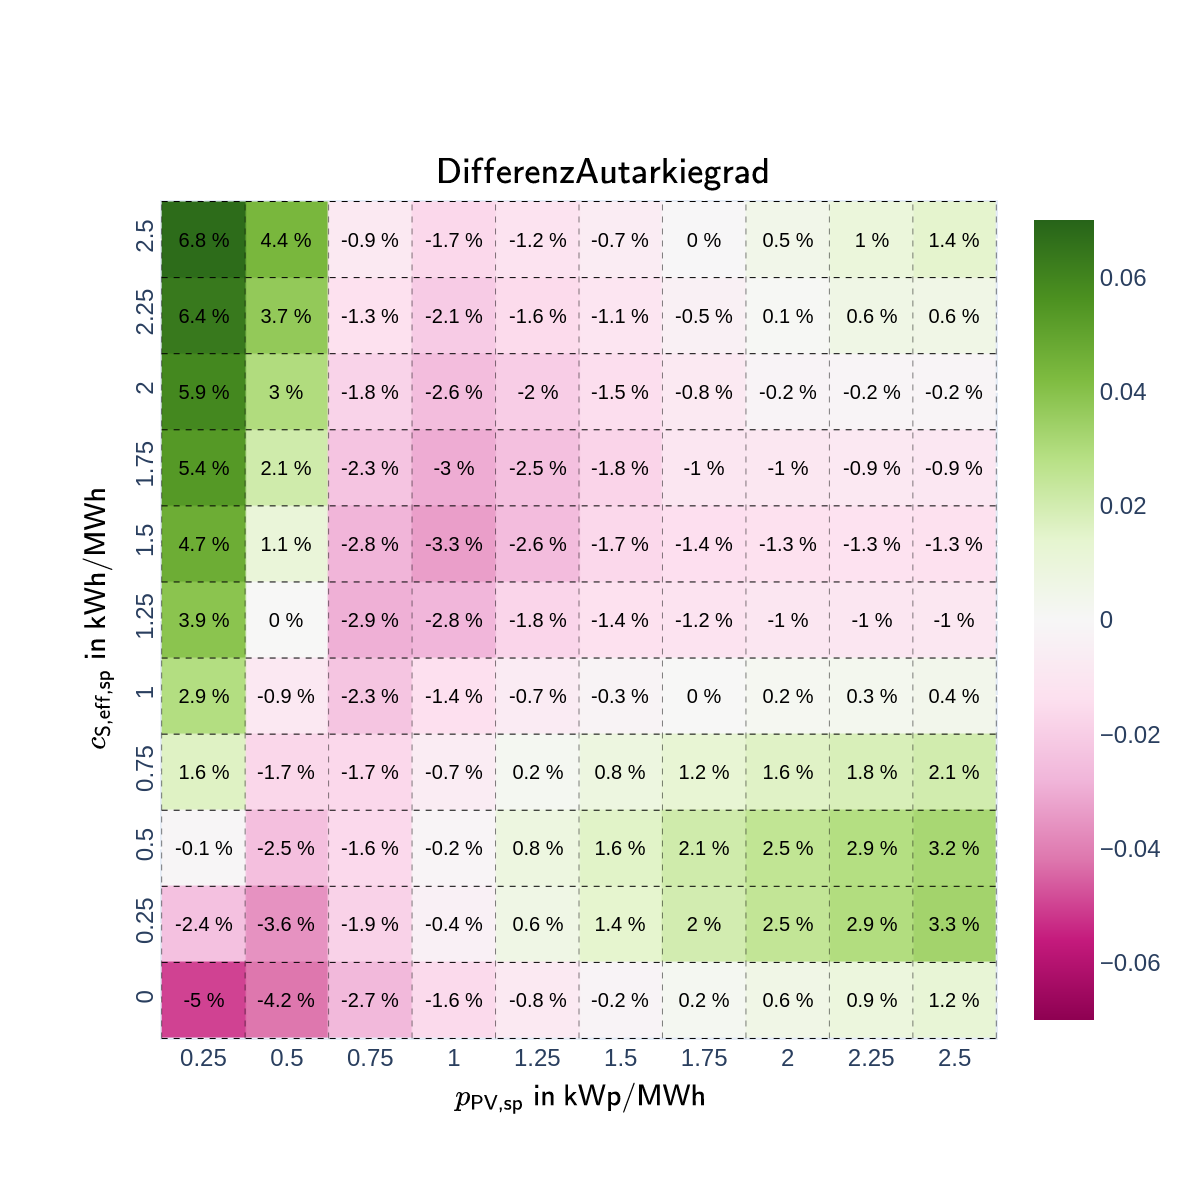 DifferenzAutarkiegrad
2.5 6.8 % 4.4 % -0.9 % -1.7 % -1.2 % -0.7 % 0 % 0.5 % 1 % 1.4 %
2.25 6.4 % 3.7 % -1.3 % -2.1 % -1.6 % -1.1 % -0.5 % 0.1 % 0.6 % 0.6 %
2 5.9 % 3 % -1.8 % -2.6 % -2 % -1.5 % -0.8 % -0.2 % -0.2 % -0.2 %
1.75 5.4 % 2.1 % -2.3 % -3 % -2.5 % -1.8 % -1 % -1 % -0.9 % -0.9 %
1.5 4.7 % 1.1 % -2.8 % -3.3 % -2.6 % -1.7 % -1.4 % -1.3 % -1.3 % -1.3 %
1.25 3.9 % 0 % -2.9 % -2.8 % -1.8 % -1.4 % -1.2 % -1 % -1 % -1 %
1 2.9 % -0.9 % -2.3 % -1.4 % -0.7 % -0.3 % 0 % 0.2 % 0.3 % 0.4 %
0.75 1.6 % -1.7 % -1.7 % -0.7 % 0.2 % 0.8 % 1.2 % 1.6 % 1.8 % 2.1 %
0.5 -0.1 % -2.5 % -1.6 % -0.2 % 0.8 % 1.6 % 2.1 % 2.5 % 2.9 % 3.2 %
0.25 -2.4 % -3.6 % -1.9 % -0.4 % 0.6 % 1.4 % 2 % 2.5 % 2.9 % 3.3 %
0 -5 % -4.2 % -2.7 % -1.6 % -0.8 % -0.2 % 0.2 % 0.6 % 0.9 % 1.2 %
0.25 0.5 0.75 1 1.25 1.5 1.75 2 2.25 2.5
p PV,sp in kWp/MWh
c S,eff,sp in kWh/MWh
0.06
0.04
0.02
0
−0.02
−0.04
−0.06